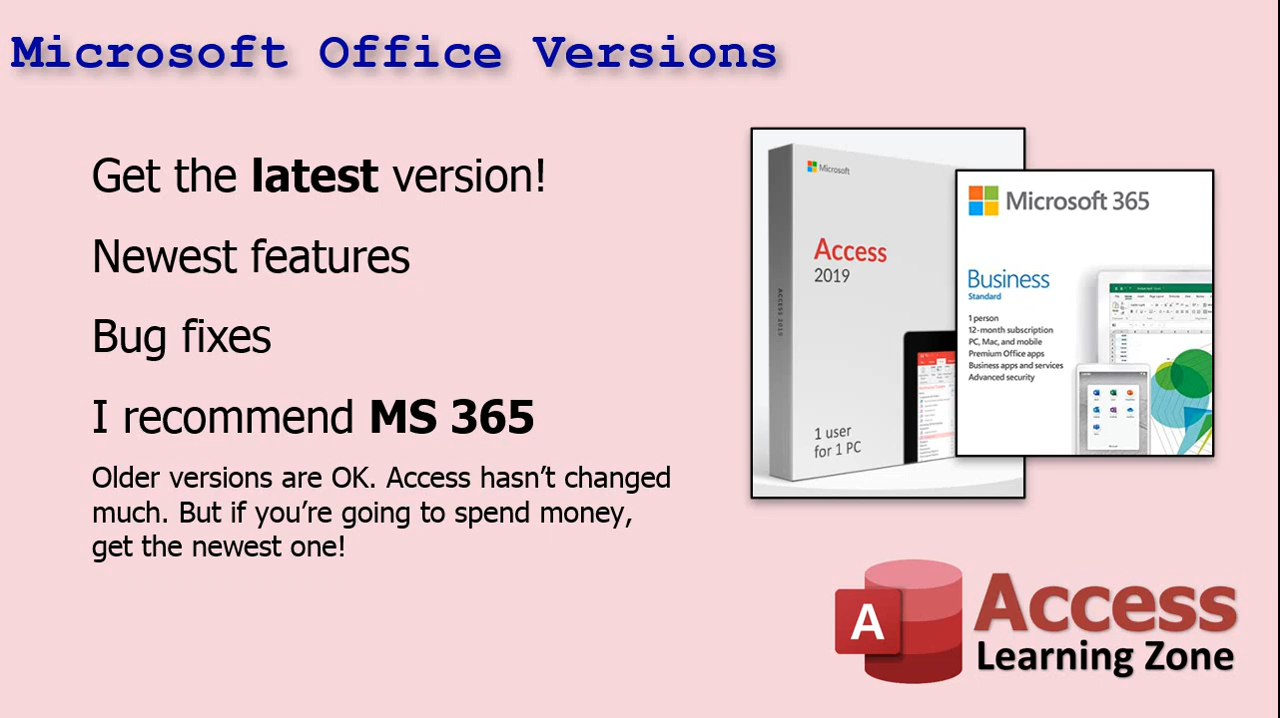 Microsoft Office Versions
Get the latest version!
Newest features
Bug fixes
I recommend MS 365
Older versions are OK. Access hasn't changed
much. But if you're going to spend money,
get the newest one!
Microsoft
Access
2019
ACCESS 2019
1 user
for 1 PC
Microsoft 365
Business
Standard
1 person
12-month subscription
PC, Mac, and mobile
Premium Office apps
Business apps and services
Advanced security
A
Access
Learning Zone